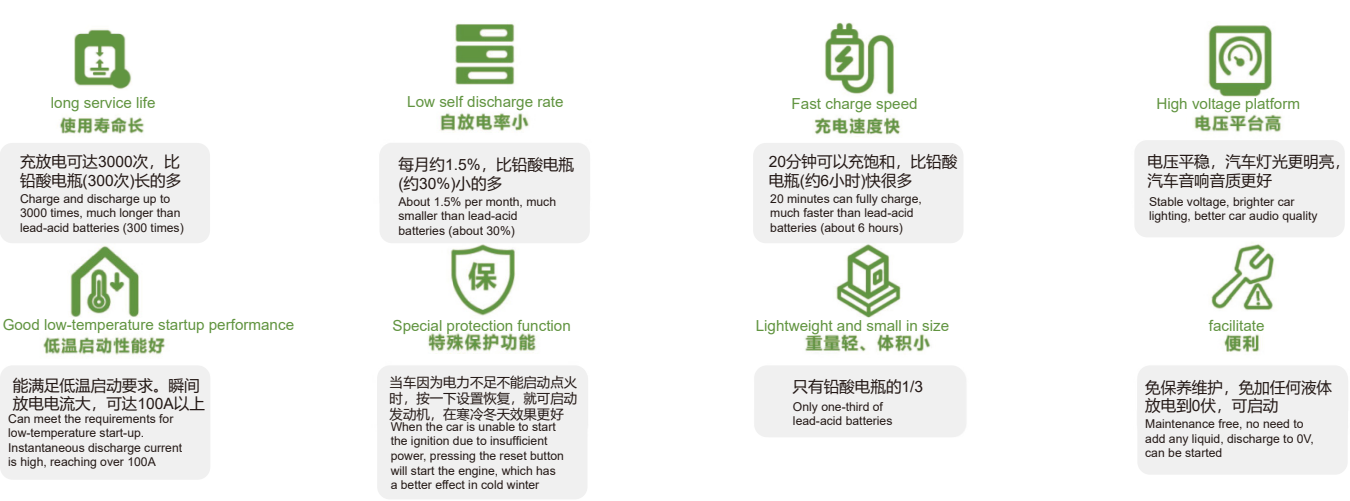 long service life
使用寿命长
充放电可达3000次，比
铅酸电瓶(300次)长的多
Charge and discharge up to
3000 times, much longer than
lead-acid batteries (300 times)
Low self discharge rate
自放电率小
每月约1.5%，比铅酸电瓶
(约30%)小的多
About 1.5% per month, much
smaller than lead-acid
batteries (about 30%)
Fast charge speed
充电速度快
20分钟可以充饱和，比铅酸
电瓶(约6小时)快很多
20 minutes can fully charge,
much faster than lead-acid
batteries (about 6 hours)
High voltage platform
电压平台高
电压平稳，汽车灯光更明亮，
汽车音响音质更好
Stable voltage, brighter car
lighting, better car audio quality
Good low-temperature startup performance
低温启动性能好
能满足低温启动要求。瞬间
放电电流大，可达100A以上
Can meet the requirements for
low-temperature start-up.
Instantaneous discharge current
is high, reaching over 100A
保
Special protection function
特殊保护功能
当车因为电力不足不能启动点火
时，按一下设置恢复，就可启动
发动机，在寒冷冬天效果更好
When the car is unable to start
the ignition due to insufficient
power, pressing the reset button
will start the engine, which has
a better effect in cold winter
Lightweight and small in size
重量轻、体积小
只有铅酸电瓶的1/3
Only one-third of
lead-acid batteries
facilitate
便利
免保养维护，免加任何液体
放电到0伏，可启动
Maintenance free, no need to
add any liquid, discharge to 0V,
can be started